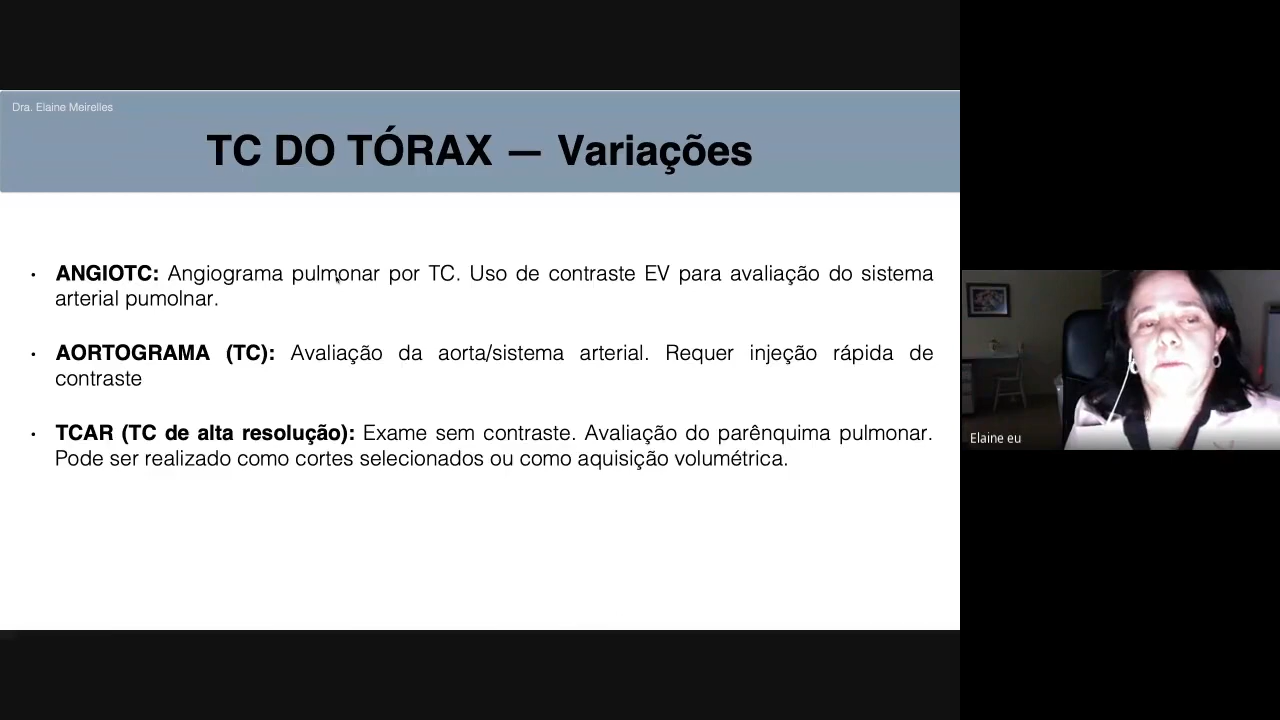 Dra. Elaine Meirelles
TC DO TÓRAX — Variações
• ANGIOTC: Angiograma pulmonar por TC. Uso de contraste EV para avaliação do sistema
arterial pumolnar.
• AORTOGRAMA (TC): Avaliação da aorta/sistema arterial. Requer injeção rápida de
contraste
• TCAR (TC de alta resolução): Exame sem contraste. Avaliação do parênquima pulmonar.
Pode ser realizado como cortes selecionados ou como aquisição volumétrica.
Elaine eu